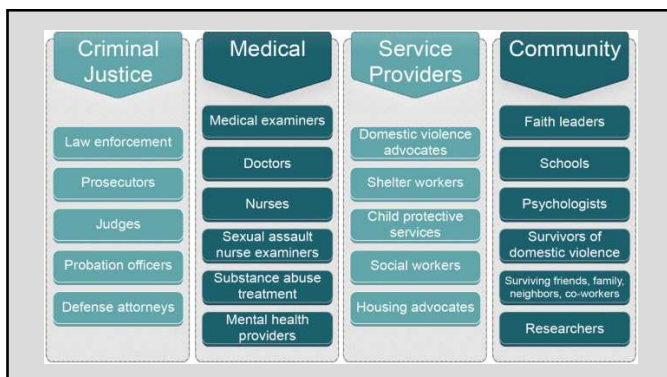 Criminal
Justice
Law enforcement
Prosecutors
Judges
Probation officers
Defense attorneys
Medical
Medical examiners
Doctors
Nurses
Sexual assault
nurse examiners
Substance abuse
treatment
Mental health
providers
Service
Providers
Domestic violence
advocates
Shelter workers
Child protective
services
Social workers
Housing advocates
Community
Faith leaders
Schools
Psychologists
Survivors of
domestic violence
Surviving friends, family,
neighbors, co-workers
Researchers